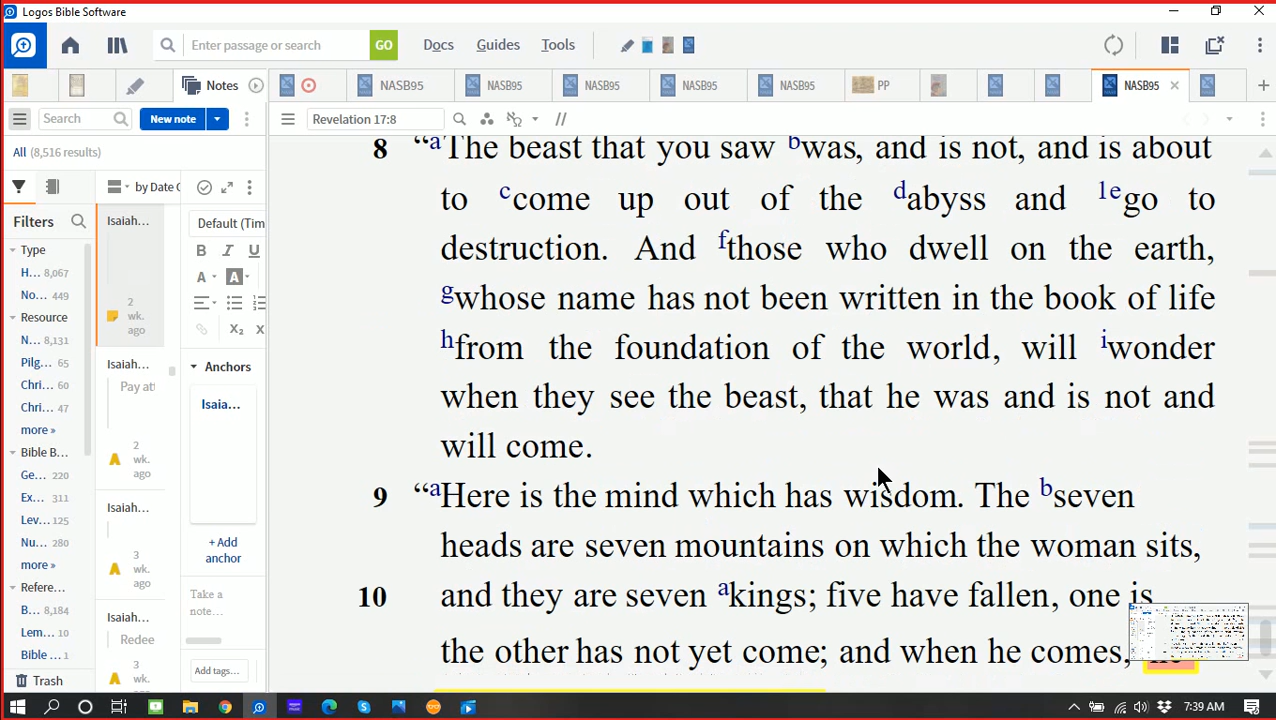 Logos Bible Software
Enter passage or search GO Docs Guides Tools
Notes NASB95 NASB95 NASB95 NASB95 NASB95 PP NASB95
Search New note Revelation 17:8 //
All (8,516 results)
by Date
Filters
Type
H... 8,067
No... 449
Resource
N... 8,131
Pilg... 65
Chri... 60
Chri... 47
more »
Bible B...
Ge... 220
Ex... 311
Lev... 125
Nu... 280
more »
Refere...
B... 8,184
Lem... 10
Bible ... 1
Trash
Isaiah...
2
wk.
ago
Isaiah...
Pay at
2
wk.
ago
Isaiah...
3
wk.
ago
Isaiah...
Redee
3
wk.
Default (Tim
B I U
A A
X₂ X
Anchors
Isaia...
+ Add
anchor
Take a
note...
Add tags...
8 “aThe beast that you saw bwas, and is not, and is about
to ccome up out of the dabyss and 1ego to
destruction. And fthose who dwell on the earth,
gwhose name has not been written in the book of life
hfrom the foundation of the world, will iwonder
when they see the beast, that he was and is not and
will come.
9 “aHere is the mind which has wisdom. The bseven
heads are seven mountains on which the woman sits,
10 and they are seven akings; five have fallen, one is
the other has not yet come; and when he comes,
7:39 AM